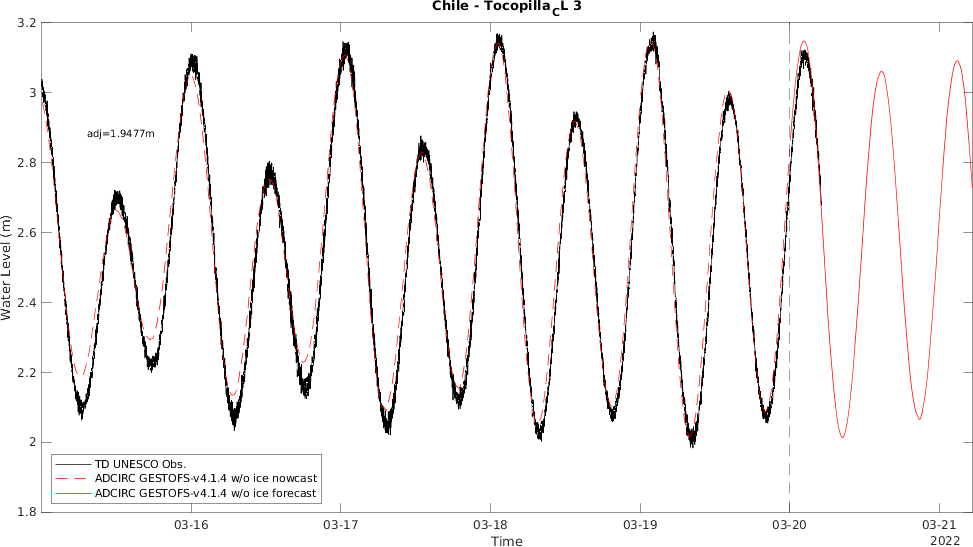 Chile - Tocopilla_CL 3
3.2
3
2.8
2.6
2.4
2.2
2
1.8
Water Level (m)
adj=1.9477m
TD UNESCO Obs.
ADCIRC GESTOFS-v4.1.4 w/o ice nowcast
ADCIRC GESTOFS-v4.1.4 w/o ice forecast
03-16 03-17 03-18 03-19 03-20 03-21
Time
2022